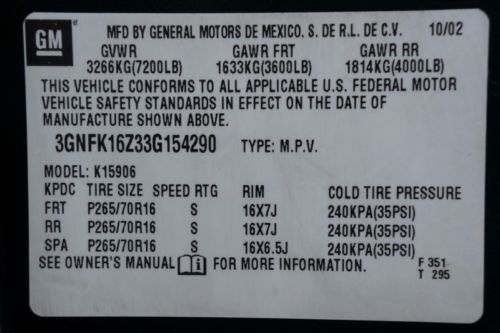 GM
MFD BY GENERAL MOTORS DE MEXICO, S. DE R.L. DE C.V. 10/02
GVWR GAWR FRT GAWR RR
3266KG(7200LB) 1633KG(3600LB) 1814KG(4000LB)
THIS VEHICLE CONFORMS TO ALL APPLICABLE U.S. FEDERAL MOTOR
VEHICLE SAFETY STANDARDS IN EFFECT ON THE DATE OF
MANUFACTURE SHOWN ABOVE.
3GNFK16Z33G154290 TYPE: M.P.V.
MODEL: K15906
KPDC TIRE SIZE SPEED RTG RIM COLD TIRE PRESSURE
FRT P265/70R16 S 16X7J 240KPA(35PSI)
RR P265/70R16 S 16X7J 240KPA(35PSI)
SPA P265/70R16 S 16X6.5J 240KPA(35PSI)
SEE OWNER'S MANUAL FOR MORE INFORMATION. F 351
T 295